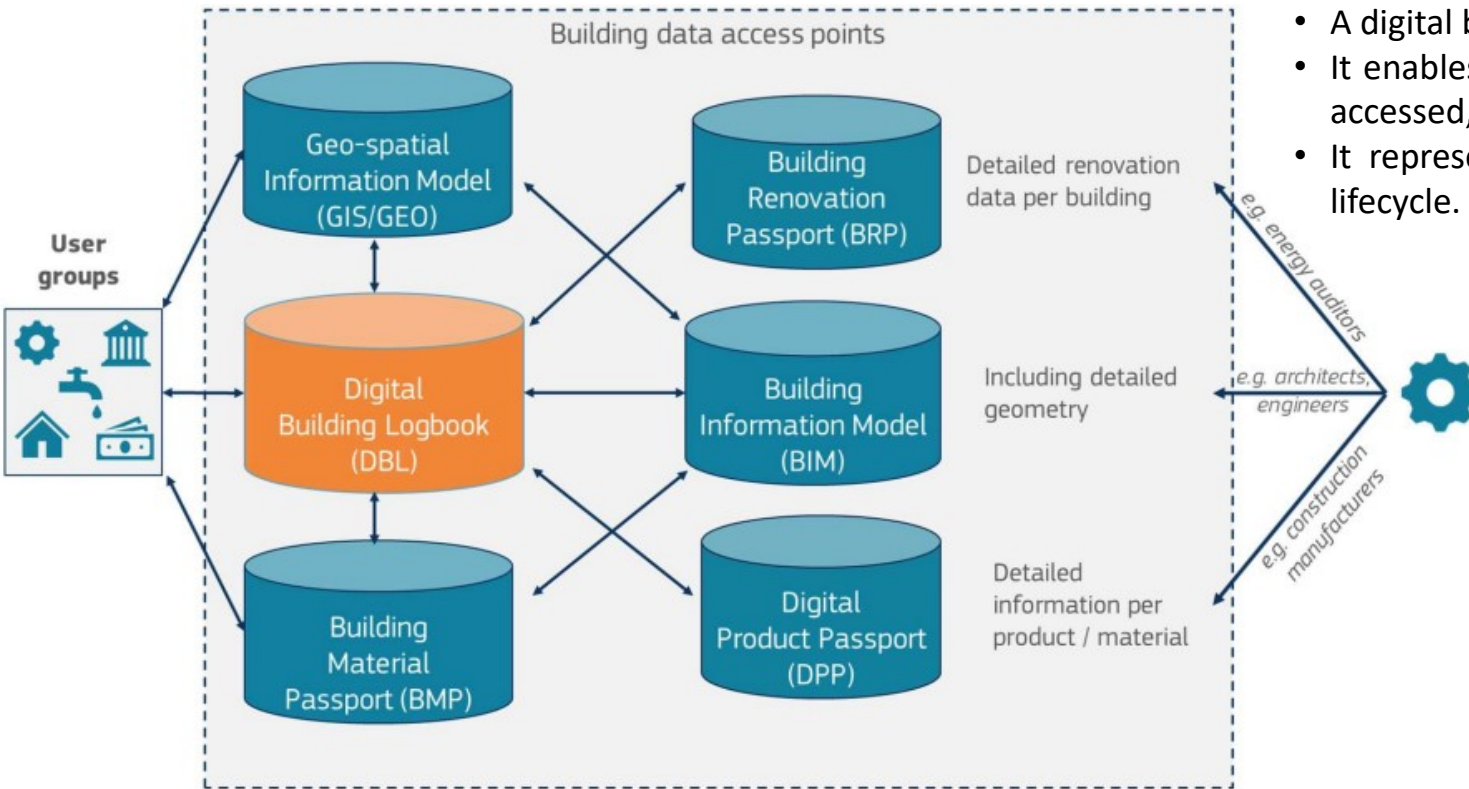 Building data access points
User
groups
Geo-spatial
Information Model
(GIS/GEO)
Digital
Building Logbook
(DBL)
Building
Material
Passport (BMP)
Building
Renovation
Passport (BRP)
Building
Information Model
(BIM)
Digital
Product Passport
(DPP)
Detailed renovation
data per building
Including detailed
geometry
Detailed
information per
product / material
e.g. energy auditors
e.g. architects,
engineers
e.g. construction
manufacturers
• A digital
• It enables
accessed,
• It
lifecycle.